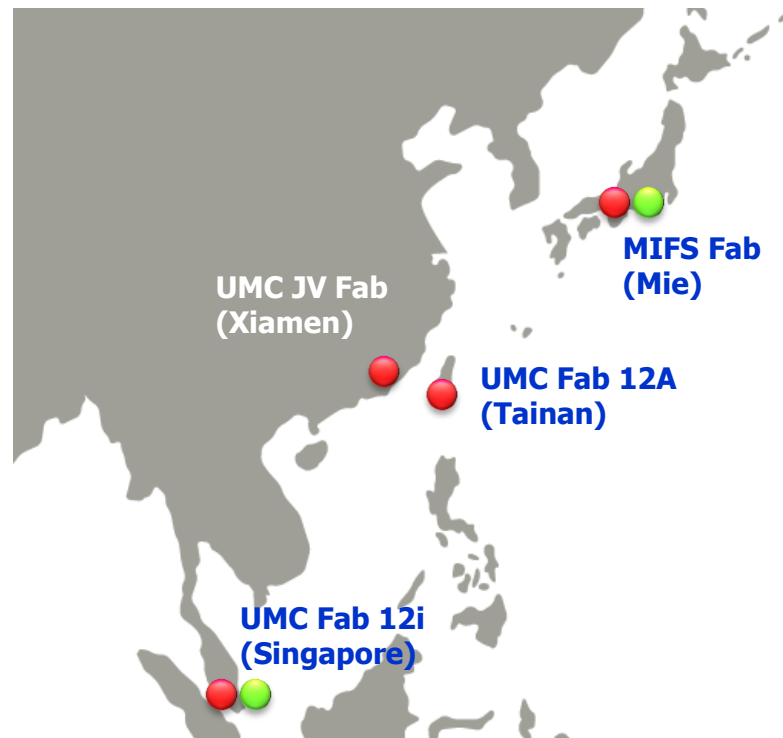 MIFS Fab
(Mie)
UMC JV Fab
(Xiamen)
UMC Fab 12A
(Tainan)
UMC Fab 12i
(Singapore)